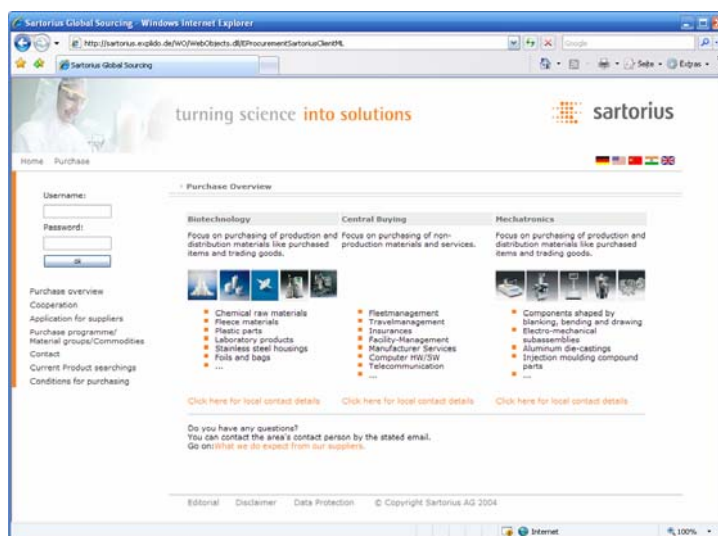 Sartorius Global Sourcing - Windows Internet Explorer
http://sartorius.expildo.de/WO/WebObjects.dll/EProcurementSartoriusClientML
Google
Sartorius Global Sourcing
Seite
Extras
turning science into solutions
sartorius
Home Purchase
Username:
Password:
ok
Purchase overview
Cooperation
Application for suppliers
Purchase programme/
Material groups/Commodities
Contact
Current Product searchings
Conditions for purchasing
Purchase Overview
Biotechnology
Focus on purchasing of production and
distribution materials like purchased
items and trading goods.
Chemical raw materials
Fleece materials
Plastic parts
Laboratory products
Stainless steel housings
Foils and bags
...
Click here for local contact details
Central Buying
Focus on purchasing of non-
production materials and services.
Fleetmanagement
Travelmanagement
Insurances
Facility-Management
Manufacturer Services
Computer HW/SW
Telecommunication
...
Click here for local contact details
Mechatronics
Focus on purchasing of production and
distribution materials like purchased
items and trading goods.
Components shaped by
blanking, bending and drawing
Electro-mechanical
subassemblies
Aluminum die-castings
Injection moulding compound
parts
...
Click here for local contact details
Do you have any questions?
You can contact the area's contact person by the stated email.
Go on:What we do expect from our suppliers.
Editorial Disclaimer Data Protection © Copyright Sartorius AG 2004
Internet
100%